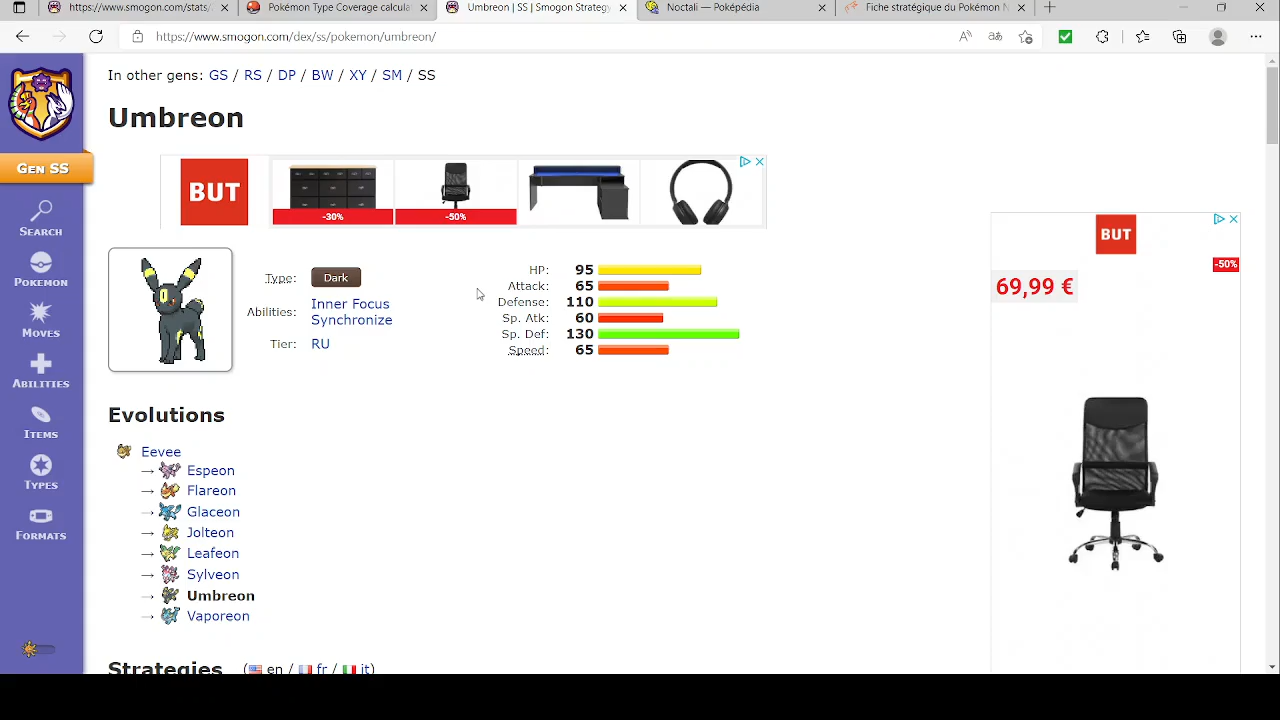 https://www.smogon.com/stats/
Pokémon Type Coverage calculat
Umbreon | SS | Smogon Strategy
Noctali — Poképédia
Fiche stratégique du Pokémon N
https://www.smogon.com/dex/ss/pokemon/umbreon/
In other gens: GS / RS / DP / BW / XY / SM / SS
Umbreon
GEN SS
SEARCH
POKEMON
MOVES
ABILITIES
ITEMS
TYPES
FORMATS
BUT
-30%
-50%
Type: Dark
Abilities: Inner Focus
Synchronize
Tier: RU
HP: 95
Attack: 65
Defense: 110
Sp. Atk: 60
Sp. Def: 130
Speed: 65
BUT
-50%
69,99 €
Evolutions
Eevee
→ Espeon
→ Flareon
→ Glaceon
→ Jolteon
→ Leafeon
→ Sylveon
→ Umbreon
→ Vaporeon
Strategies (en / fr / it)